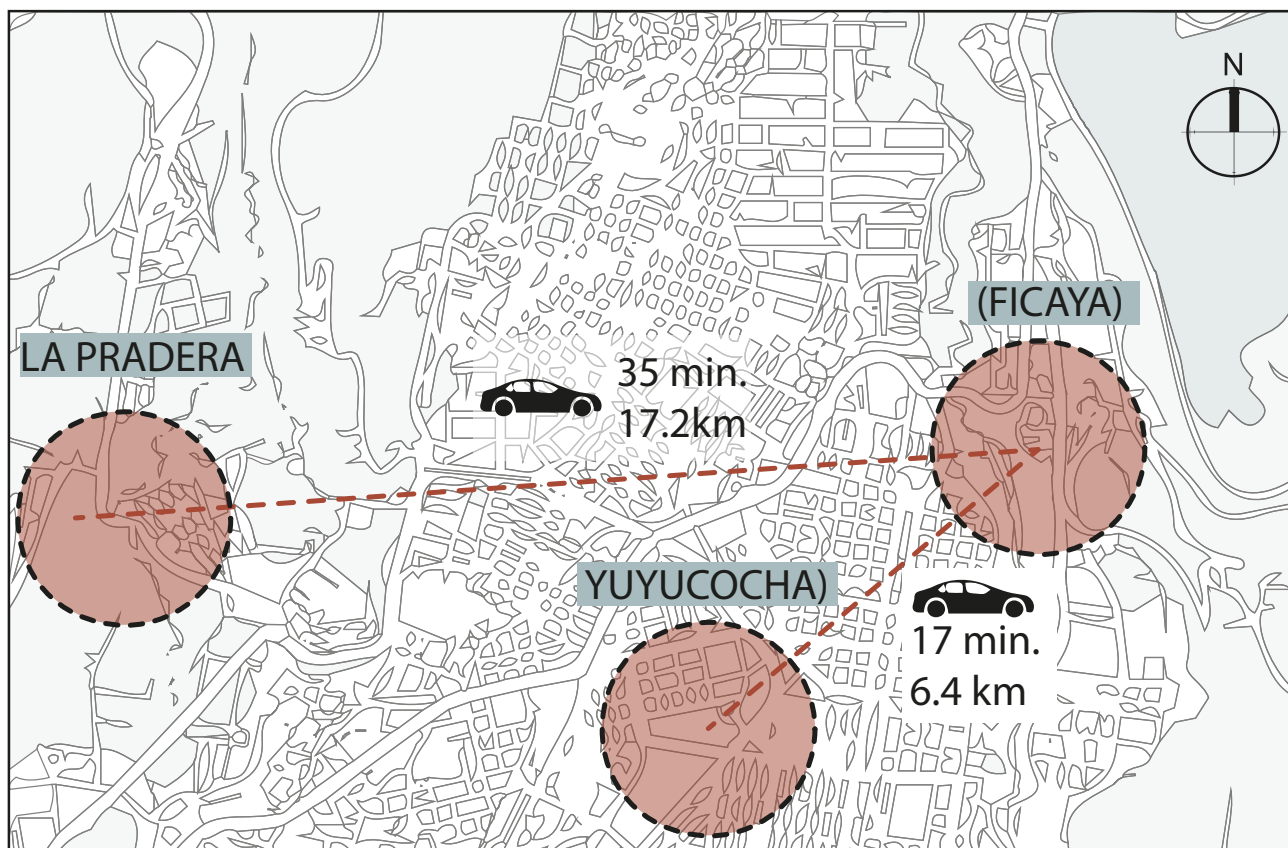 N
(FICAYA)
LA PRADERA
35 min.
17.2km
YUYUCOCHA)
17 min.
6.4 km